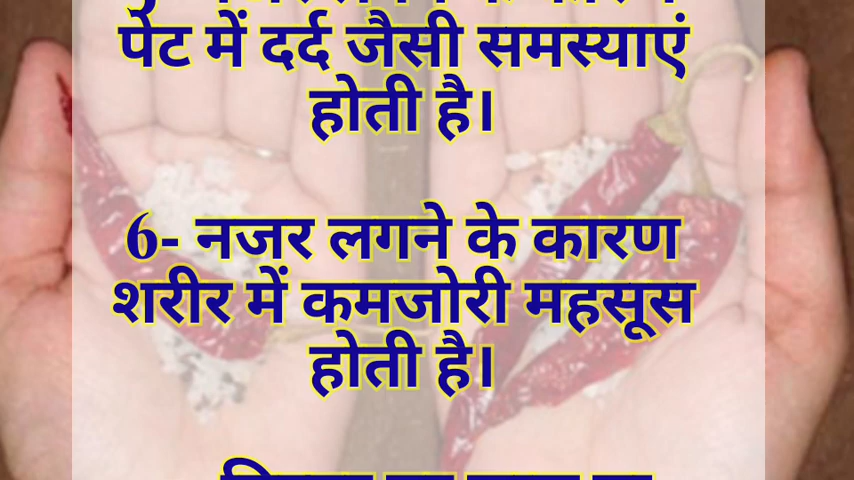 पेट में दर्द जैसी समस्याएं
होती है।
6- नजर लगने के कारण
शरीर में कमजोरी महसूस
होती है।